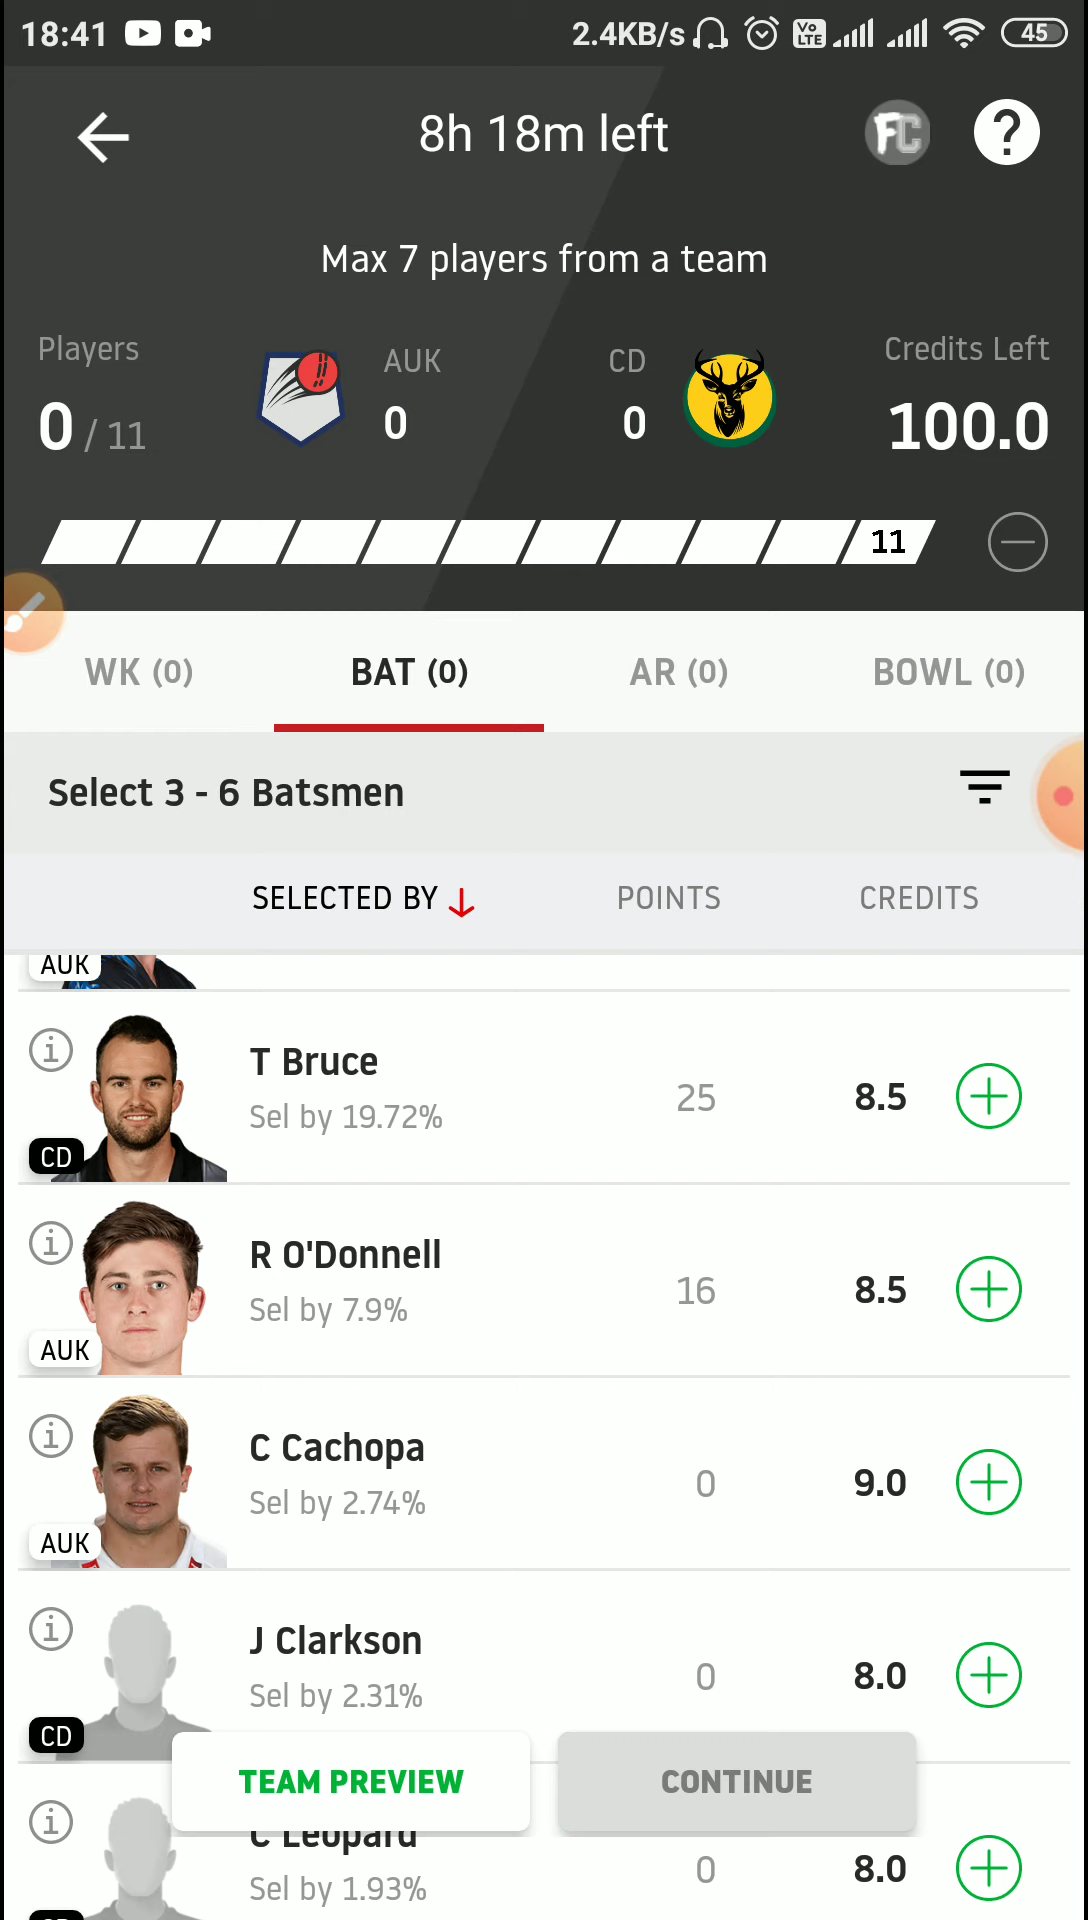 18:41 2.4KB/s Vo LTE 45
8h 18m left FC ?
Max 7 players from a team
Players AUK CD Credits Left
0 / 11 0 0 100.0
11
WK (0) BAT (0) AR (0) BOWL (0)
Select 3 - 6 Batsmen
SELECTED BY POINTS CREDITS
AUK
i T Bruce
Sel by 19.72% 25 8.5
CD
i R O'Donnell
Sel by 7.9% 16 8.5
AUK
i C Cachopa
Sel by 2.74% 0 9.0
AUK
i J Clarkson
Sel by 2.31% 0 8.0
CD
TEAM PREVIEW CONTINUE
i C Leopard
Sel by 1.93% 0 8.0